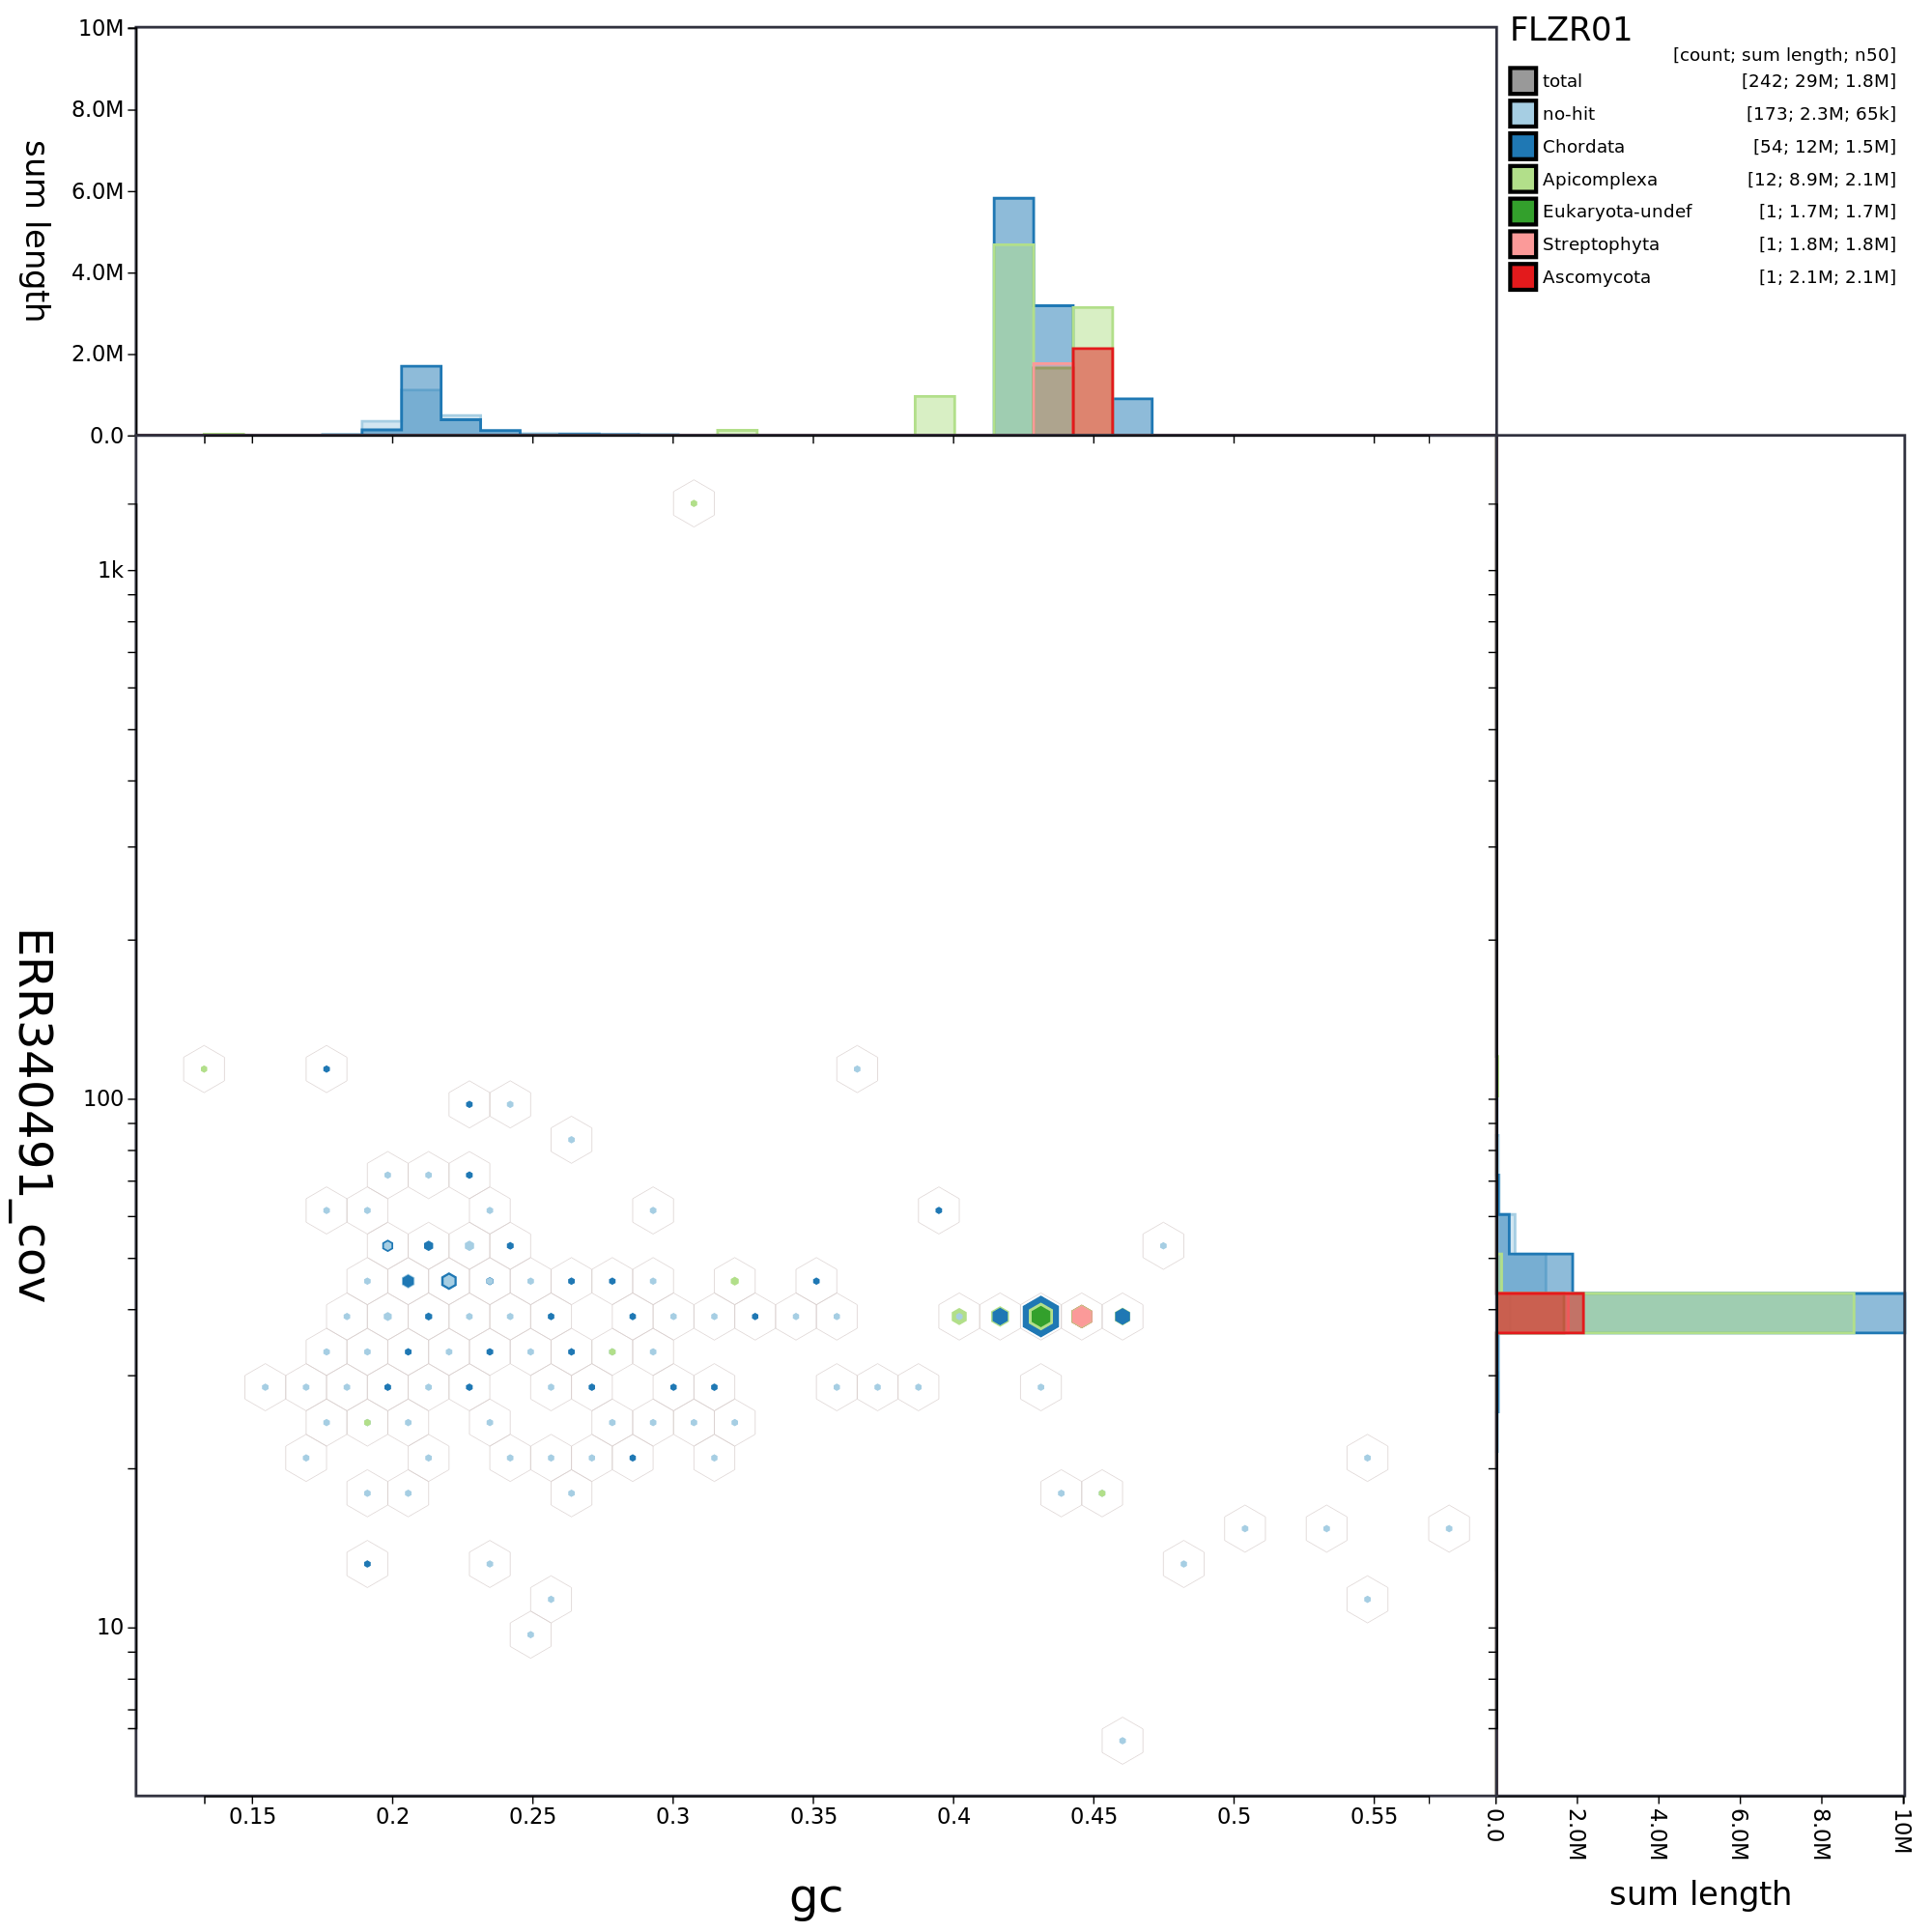 FLZR01
[count; sum length; n50]
total [242; 29M; 1.8M]
no-hit [173; 2.3M; 65k]
Chordata [54; 12M; 1.5M]
Apicomplexa [12; 8.9M; 2.1M]
Eukaryota-undef [1; 1.7M; 1.7M]
Streptophyta [1; 1.8M; 1.8M]
Ascomycota [1; 2.1M; 2.1M]
10M
8.0M
6.0M
4.0M
2.0M
0.0
sum length
1k
100
10
ERR340491_cov
0.15 0.2 0.25 0.3 0.35 0.4 0.45 0.5 0.55
gc
0.0 2.0M 4.0M 6.0M 8.0M 10M
sum length